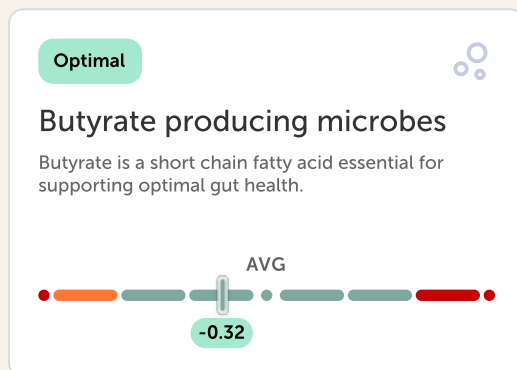 Optimal
Butyrate producing microbes
Butyrate is a short chain fatty acid essential for
supporting optimal gut health.
AVG
-0.32